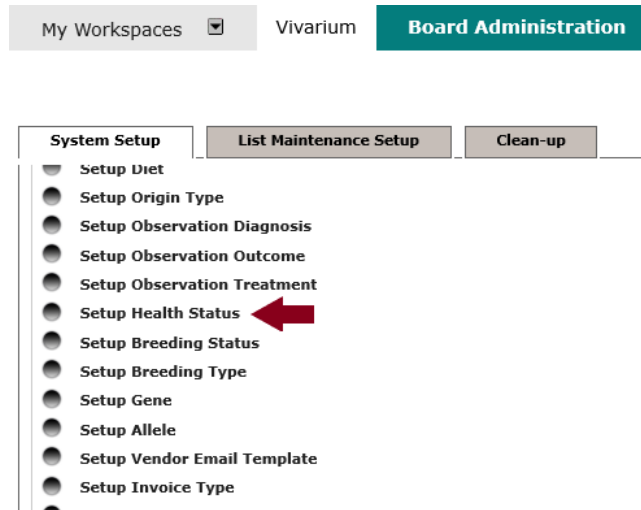 My Workspaces Vivarium Board Administration
System Setup List Maintenance Setup Clean-up
Setup Diet
Setup Origin Type
Setup Observation Diagnosis
Setup Observation Outcome
Setup Observation Treatment
Setup Health Status
Setup Breeding Status
Setup Breeding Type
Setup Gene
Setup Allele
Setup Vendor Email Template
Setup Invoice Type